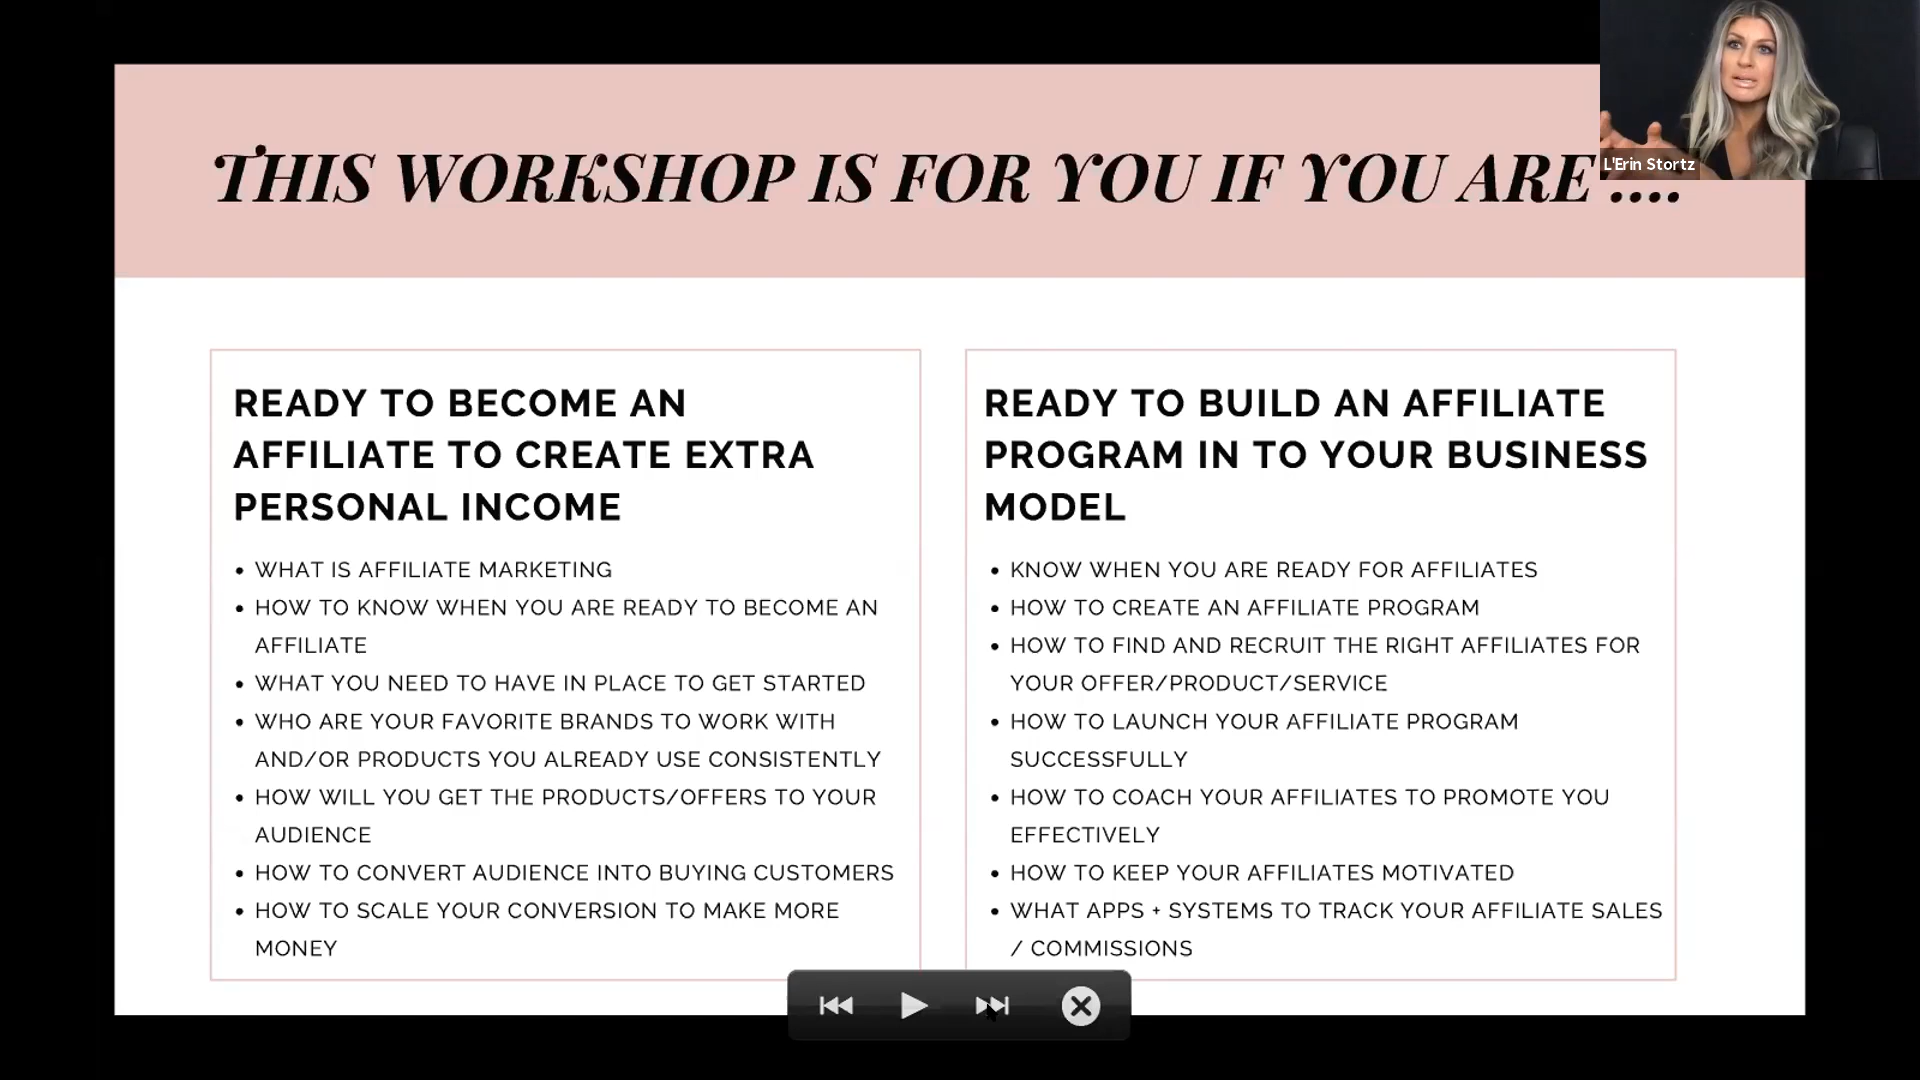 THIS WORKSHOP IS FOR YOU IF YOU ARE ....
L'Erin Stortz
READY TO BECOME AN
AFFILIATE TO CREATE EXTRA
PERSONAL INCOME
• WHAT IS AFFILIATE MARKETING
• HOW TO KNOW WHEN YOU ARE READY TO BECOME AN
AFFILIATE
• WHAT YOU NEED TO HAVE IN PLACE TO GET STARTED
• WHO ARE YOUR FAVORITE BRANDS TO WORK WITH
AND/OR PRODUCTS YOU ALREADY USE CONSISTENTLY
• HOW WILL YOU GET THE PRODUCTS/OFFERS TO YOUR
AUDIENCE
• HOW TO CONVERT AUDIENCE INTO BUYING CUSTOMERS
• HOW TO SCALE YOUR CONVERSION TO MAKE MORE
MONEY
READY TO BUILD AN AFFILIATE
PROGRAM IN TO YOUR BUSINESS
MODEL
• KNOW WHEN YOU ARE READY FOR AFFILIATES
• HOW TO CREATE AN AFFILIATE PROGRAM
• HOW TO FIND AND RECRUIT THE RIGHT AFFILIATES FOR
YOUR OFFER/PRODUCT/SERVICE
• HOW TO LAUNCH YOUR AFFILIATE PROGRAM
SUCCESSFULLY
• HOW TO COACH YOUR AFFILIATES TO PROMOTE YOU
EFFECTIVELY
• HOW TO KEEP YOUR AFFILIATES MOTIVATED
• WHAT APPS + SYSTEMS TO TRACK YOUR AFFILIATE SALES
/ COMMISSIONS